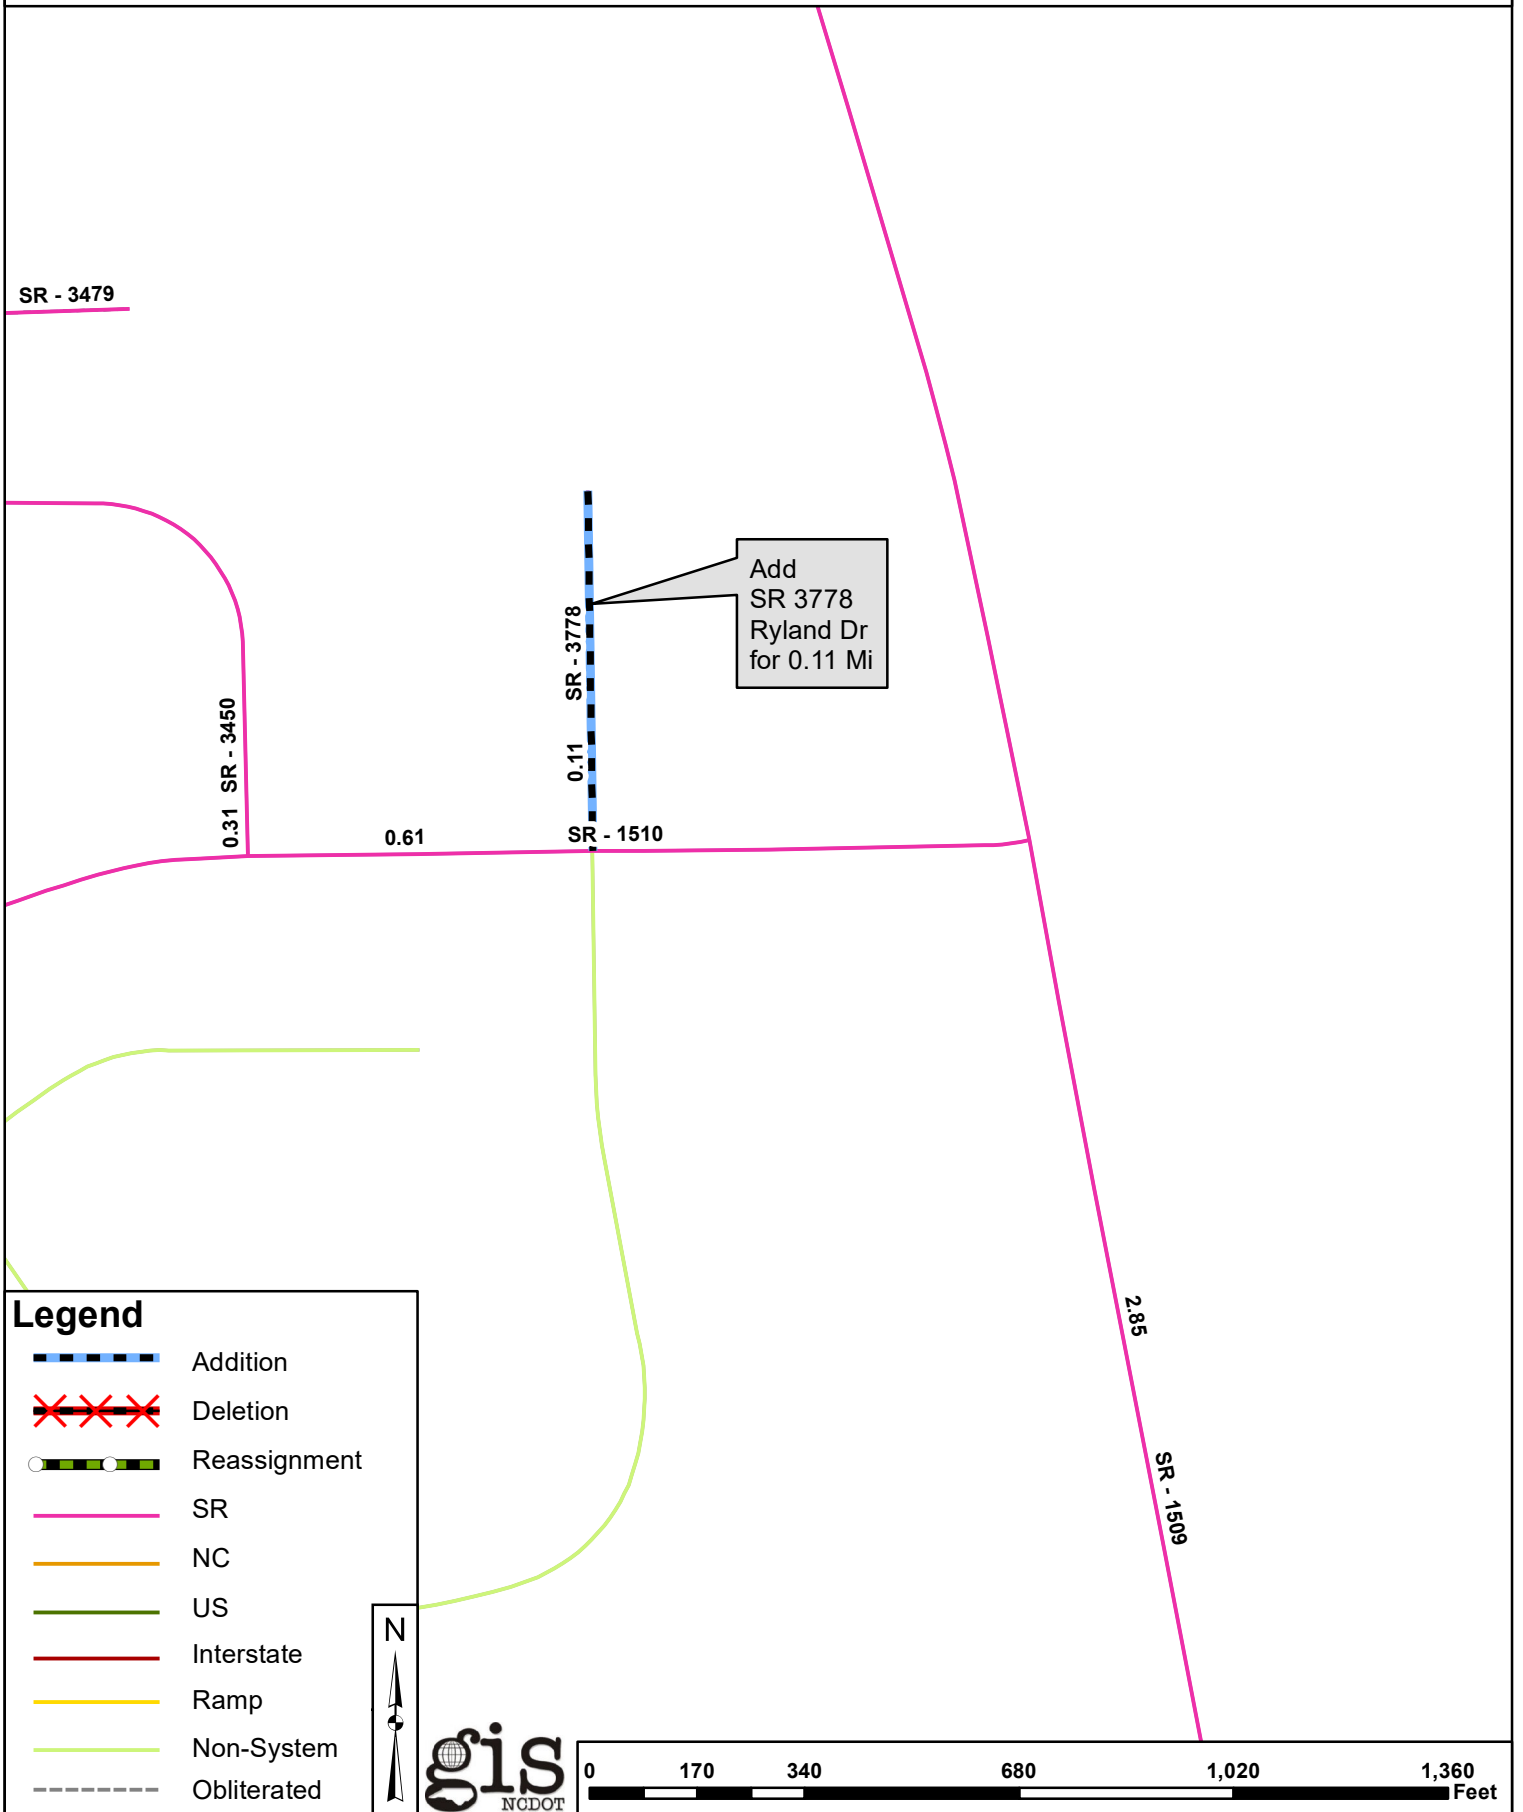 SR - 3479
Add
SR 3778
Ryland Dr
for 0.11 Mi
SR - 3778
0.11
SR - 3450
0.31
0.61
SR - 1510
2.85
SR - 1509
Legend
Addition
Deletion
Reassignment
SR
NC
US
Interstate
Ramp
Non-System
Obliterated
N
gis
NCDOT
0 170 340 680 1,020 1,360
Feet